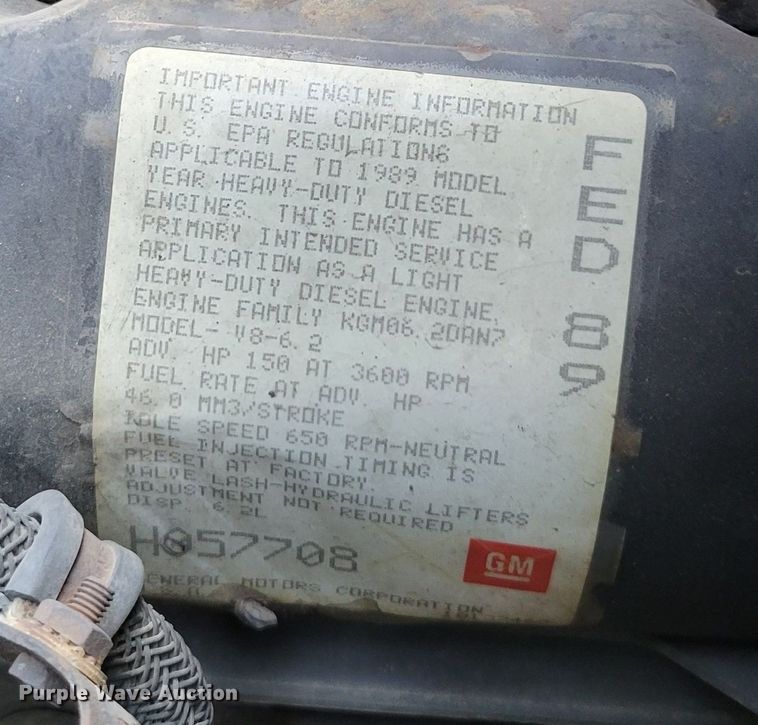 IMPORTANT ENGINE INFORMATION
THIS ENGINE CONFORMS TO
U.S. EPA REGULATIONS
APPLICABLE TO 1989 MODEL
YEAR HEAVY-DUTY DIESEL
ENGINES. THIS ENGINE HAS A
PRIMARY INTENDED SERVICE
APPLICATION AS A LIGHT
HEAVY-DUTY DIESEL ENGINE.
ENGINE FAMILY KGM06.2DAN7
MODEL- V8-6.2
ADV. HP 150 AT 3600 RPM
FUEL RATE AT ADV. HP
46.0 MM3/STROKE
IDLE SPEED 650 RPM-NEUTRAL
FUEL INJECTION TIMING IS
PRESET AT FACTORY.
VALVE LASH-HYDRAULIC LIFTERS
ADJUSTMENT NOT REQUIRED
DISP. 6.2L
H057708
GM
GENERAL MOTORS CORPORATION
FED 89
Purple Wave Auction